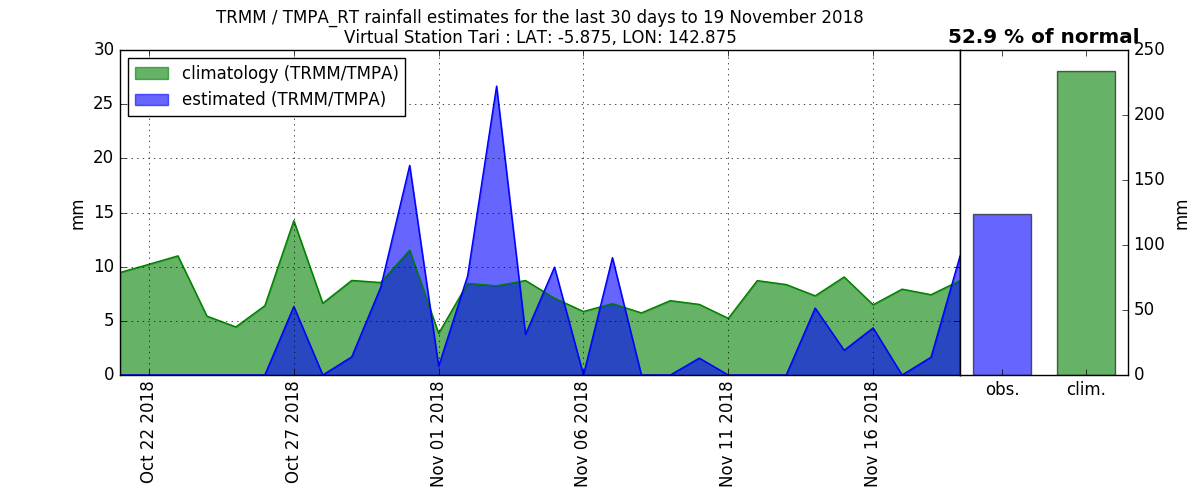 TRMM / TMPA_RT rainfall estimates for the last 30 days to 19 November 2018
Virtual Station Tari : LAT: -5.875, LON: 142.875
52.9 % of normal
climatology (TRMM/TMPA)
estimated (TRMM/TMPA)
mm
30
25
20
15
10
5
0
Oct 22 2018
Oct 27 2018
Nov 01 2018
Nov 06 2018
Nov 11 2018
Nov 16 2018
250
200
150
100
50
0
mm
obs.
clim.